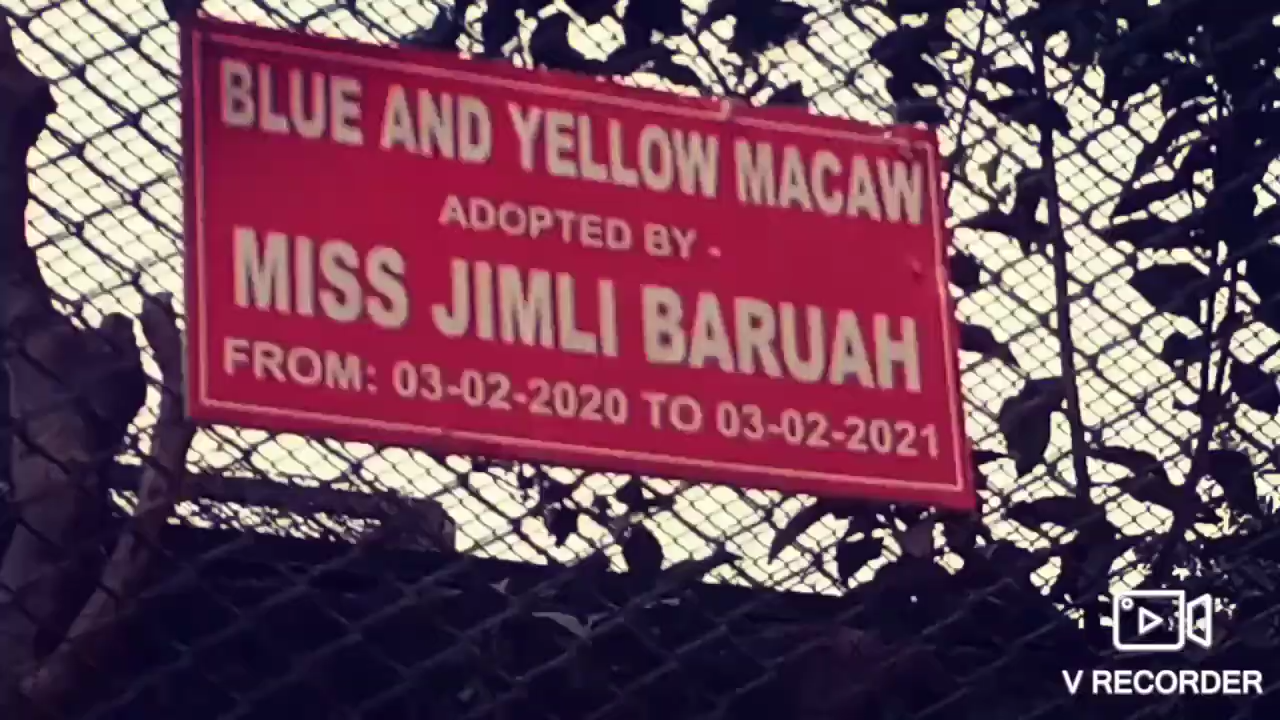 BLUE AND YELLOW MACAW
ADOPTED BY -
MISS JIMLI BARUAH
FROM: 03-02-2020 TO 03-02-2021
V RECORDER